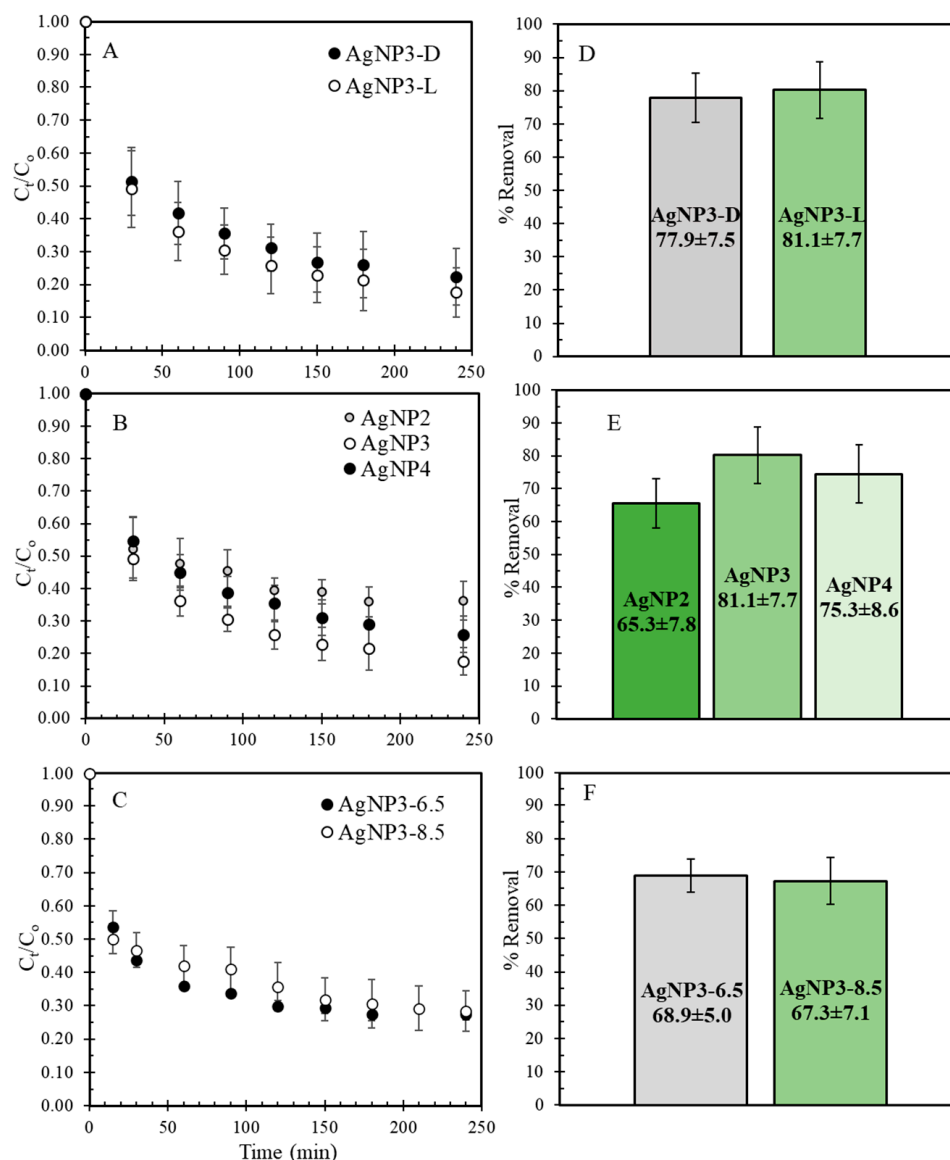 A
AgNP3-D
AgNP3-L
Ct/Co
1.00
0.90
0.80
0.70
0.60
0.50
0.40
0.30
0.20
0.10
0.00
0 50 100 150 200 250
D
% Removal
100
90
80
70
60
50
40
30
20
10
0
AgNP3-D
77.9±7.5
AgNP3-L
81.1±7.7
B
AgNP2
AgNP3
AgNP4
Ct/Co
1.00
0.90
0.80
0.70
0.60
0.50
0.40
0.30
0.20
0.10
0.00
0 50 100 150 200 250
E
% Removal
100
90
80
70
60
50
40
30
20
10
0
AgNP2
65.3±7.8
AgNP3
81.1±7.7
AgNP4
75.3±8.6
C
AgNP3-6.5
AgNP3-8.5
Ct/Co
1.00
0.90
0.80
0.70
0.60
0.50
0.40
0.30
0.20
0.10
0.00
0 50 100 150 200 250
Time (min)
F
% Removal
100
90
80
70
60
50
40
30
20
10
0
AgNP3-6.5
68.9±5.0
AgNP3-8.5
67.3±7.1